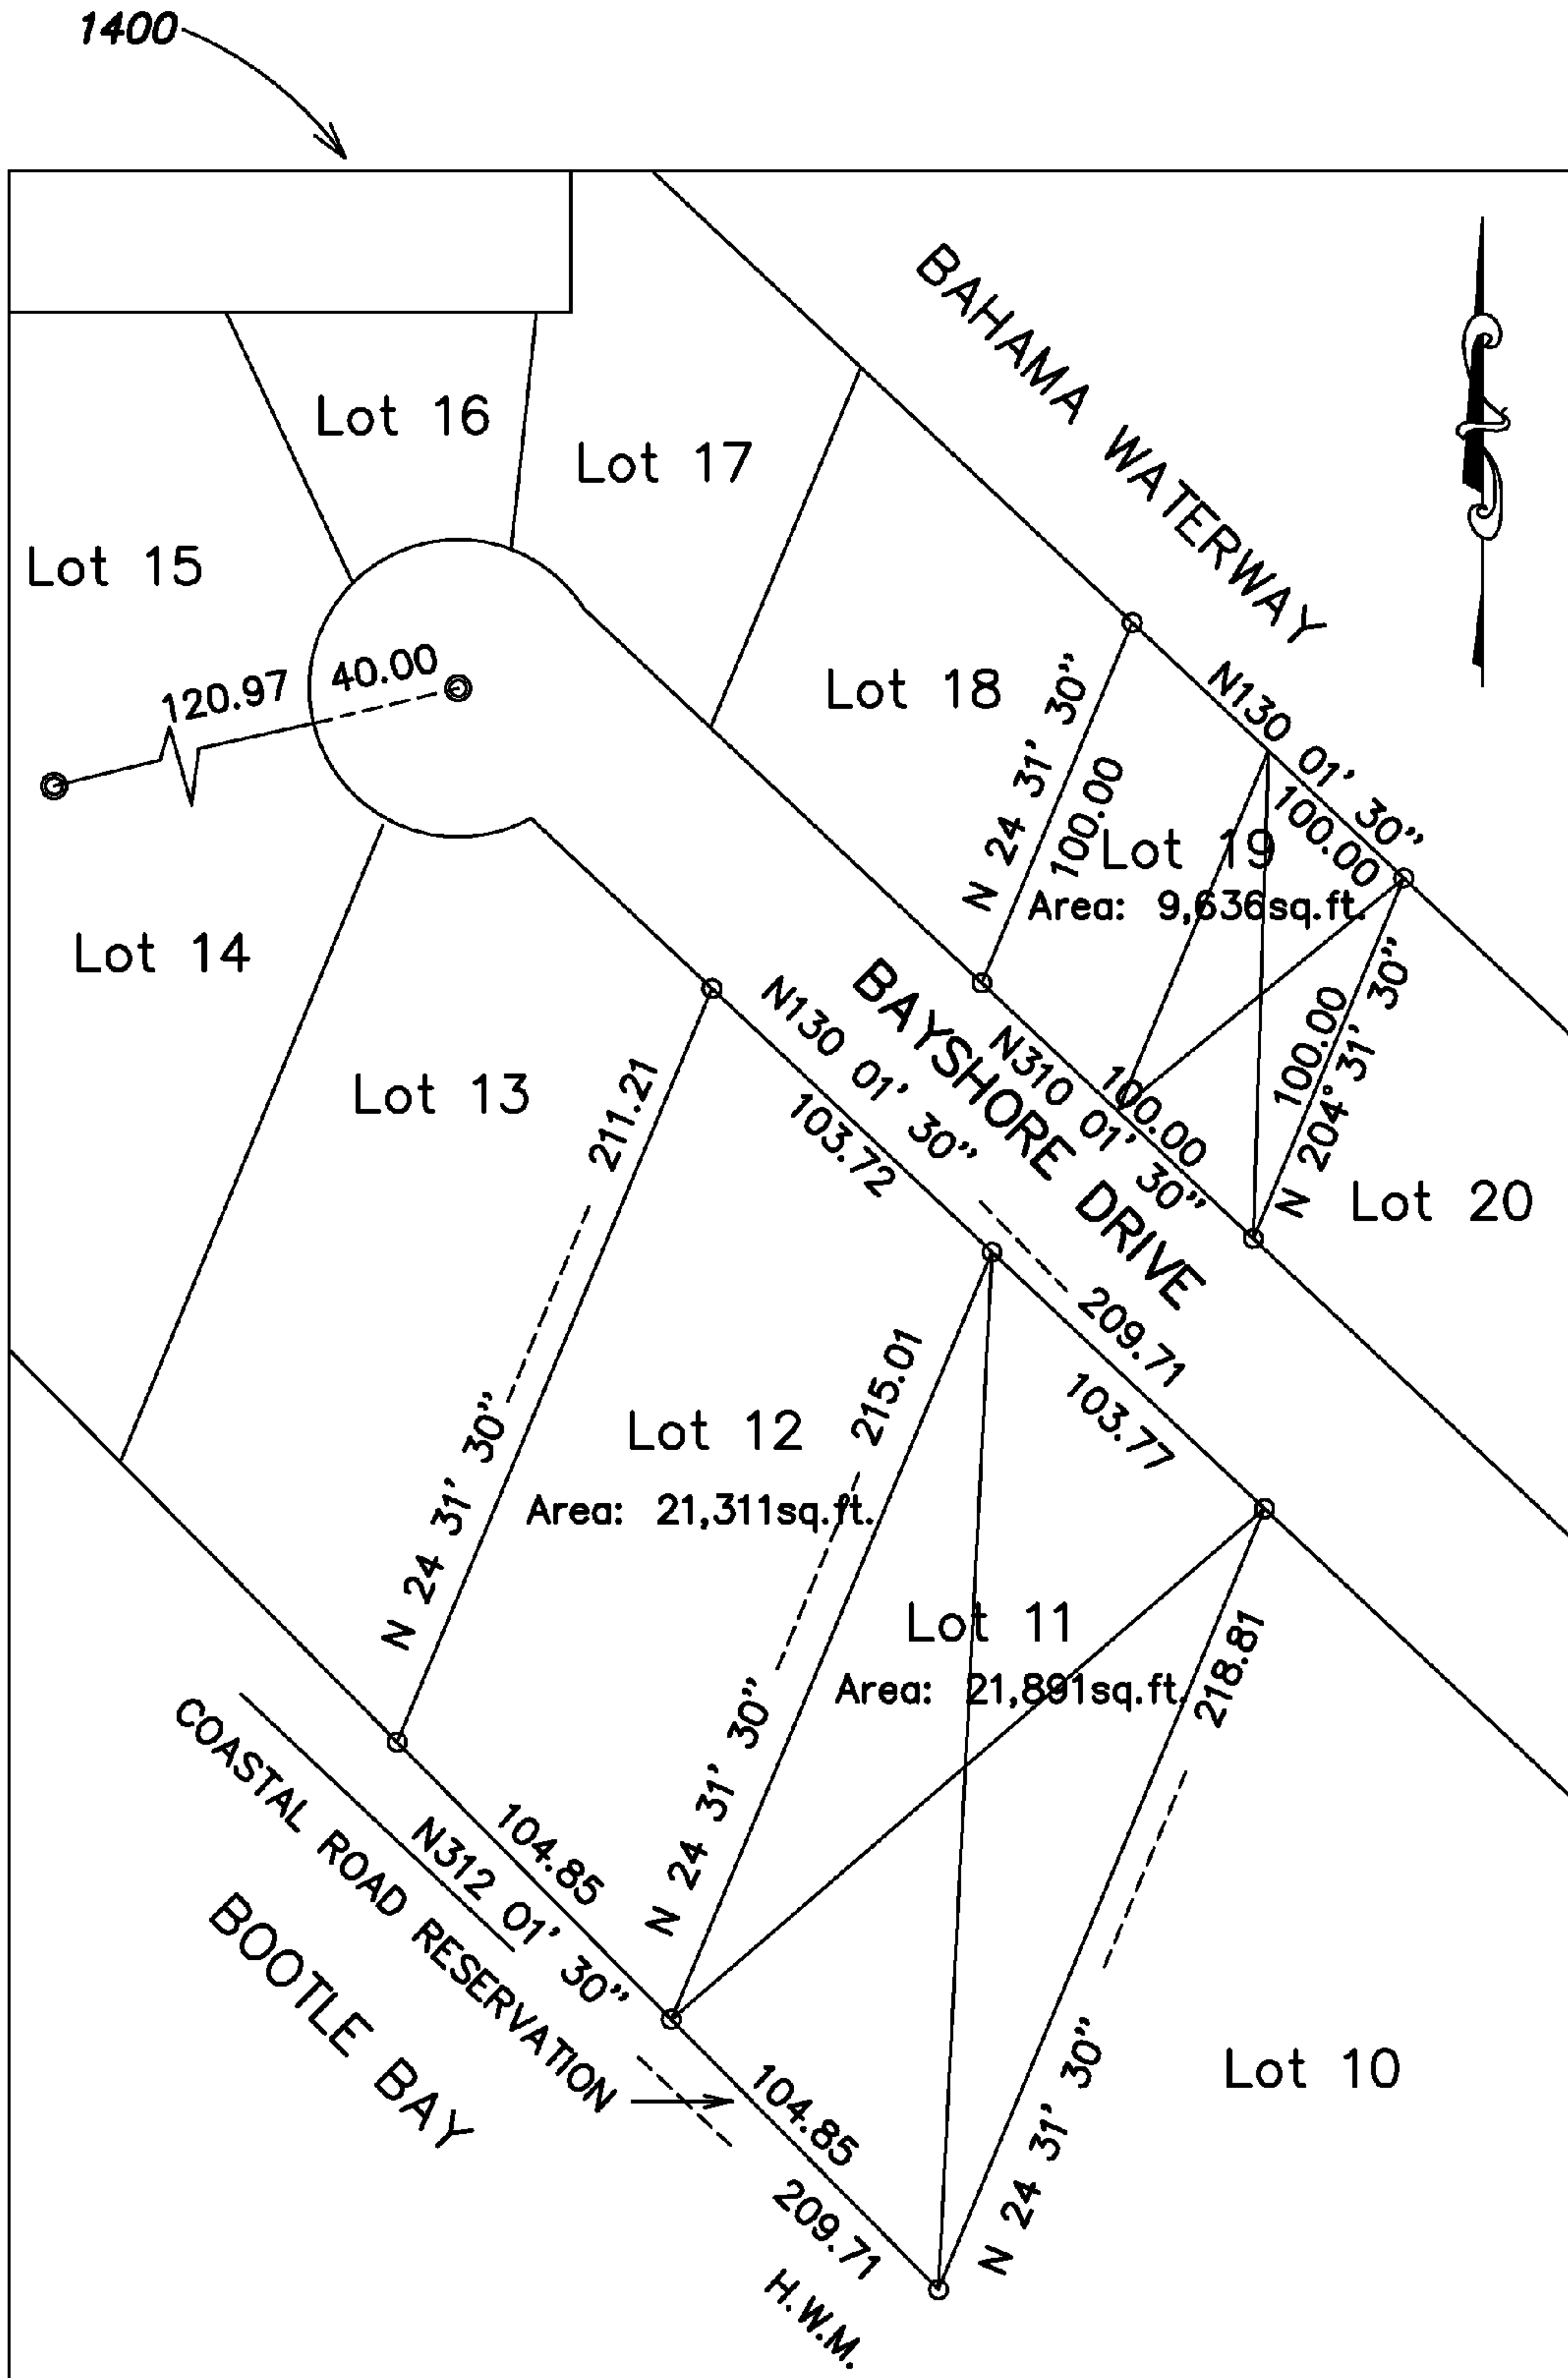 1400
BAHAMA WATERWAY
Lot 16
Lot 17
Lot 15
120.97
40.00
Lot 18
N 24 31’ 30”
100.00
N130 01’ 30”
100.00
Lot 19
Area: 9,636sq.ft.
Lot 14
BAYSHORE DRIVE
N130 01’ 30”
103.72
N310 01’ 30”
100.00
100.00
N 204° 31’ 30”
Lot 20
Lot 13
211.21
N 24 31’ 30”
209.71
103.77
215.01
N 24 31’ 30”
Lot 12
Area: 21,311sq.ft.
Lot 11
Area: 21,891sq.ft.
218.81
N 24 31’ 30”
COASTAL ROAD RESERVATION
N312 01’ 30”
104.85
BOOTLE BAY
Lot 10
104.85
209.71
H.W.M.